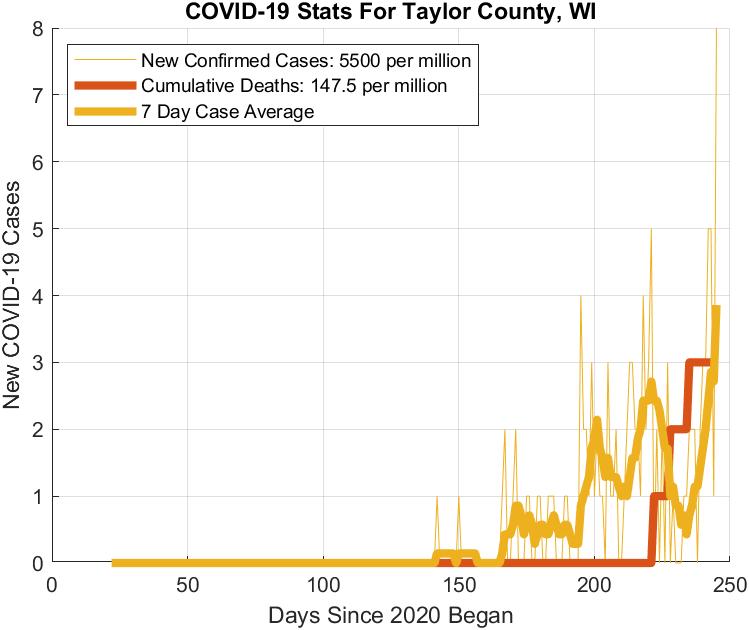 COVID-19 Stats For Taylor County, WI
New Confirmed Cases: 5500 per million
Cumulative Deaths: 147.5 per million
7 Day Case Average
New COVID-19 Cases
8
7
6
5
4
3
2
1
0
0 50 100 150 200 250
Days Since 2020 Began